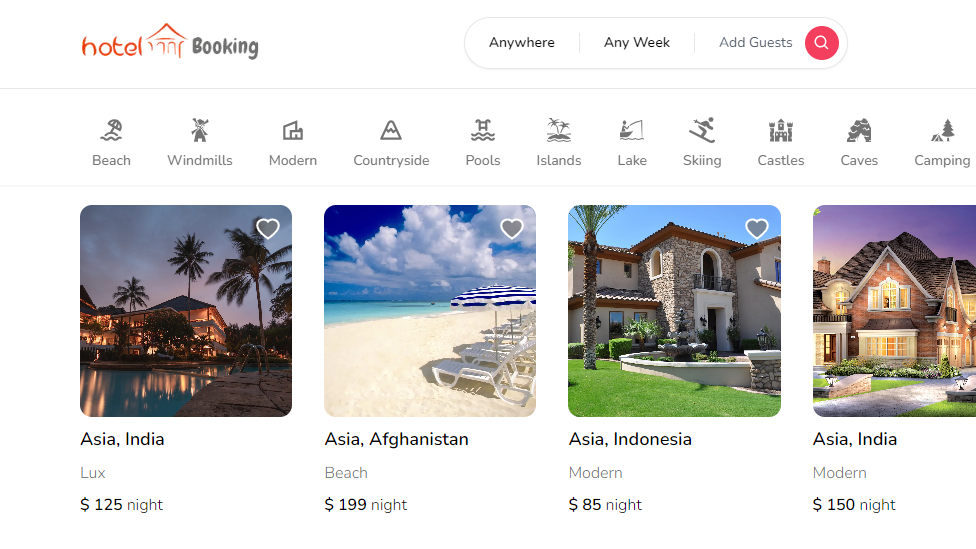 hotel Booking
Anywhere
Any Week
Add Guests
Beach
Windmills
Modern
Countryside
Pools
Islands
Lake
Skiing
Castles
Caves
Camping
Asia, India
Lux
$ 125 night
Asia, Afghanistan
Beach
$ 199 night
Asia, Indonesia
Modern
$ 85 night
Asia, India
Modern
$ 150 night